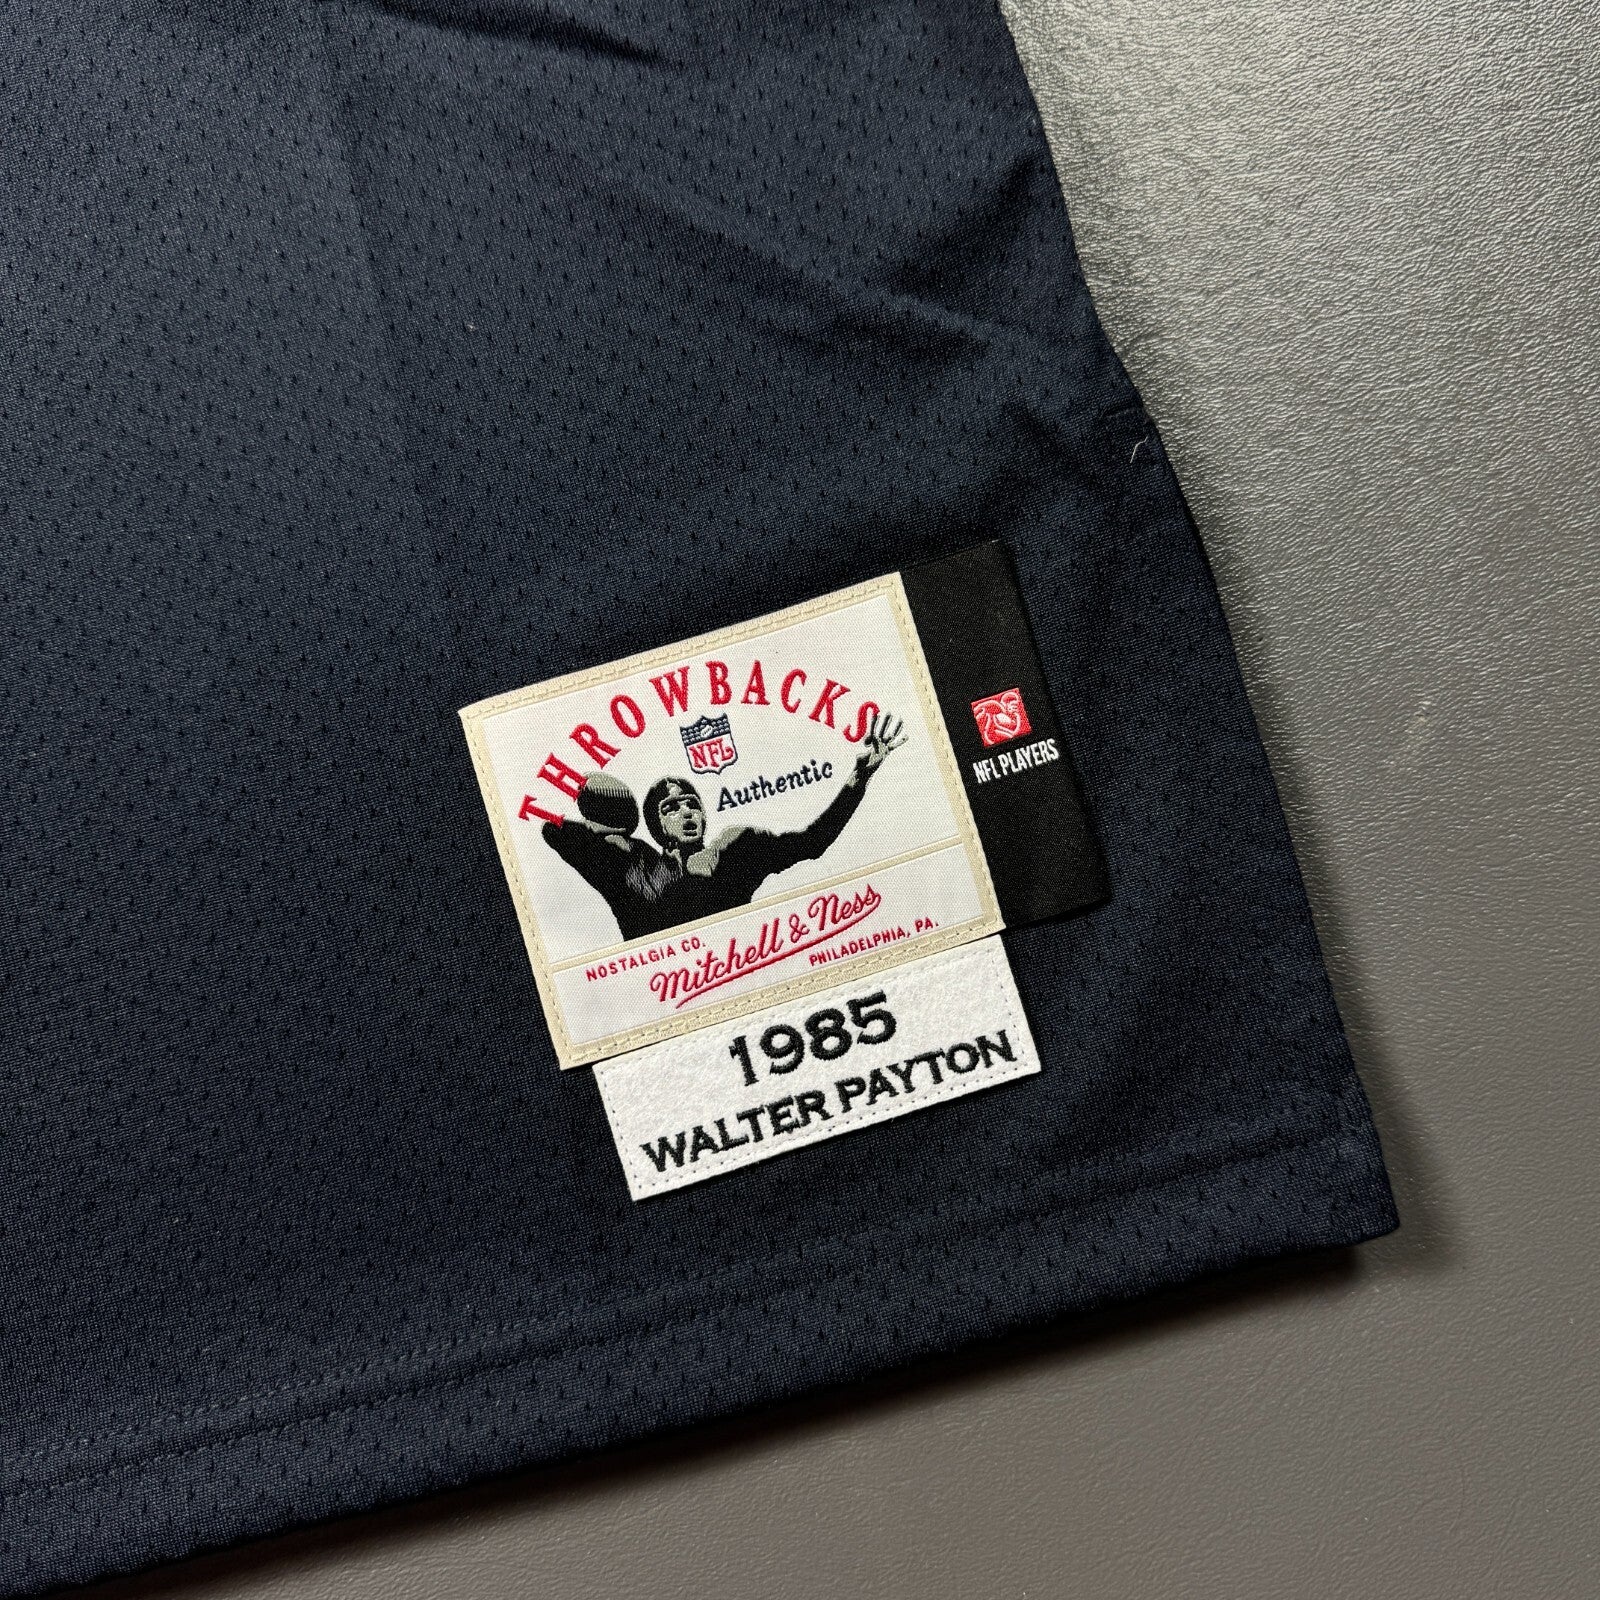 THROWBACKS
NFL
Authentic
NFL PLAYERS
NOSTALGIA CO.
Mitchell & Ness
PHILADELPHIA, PA.
1985
WALTER PAYTON